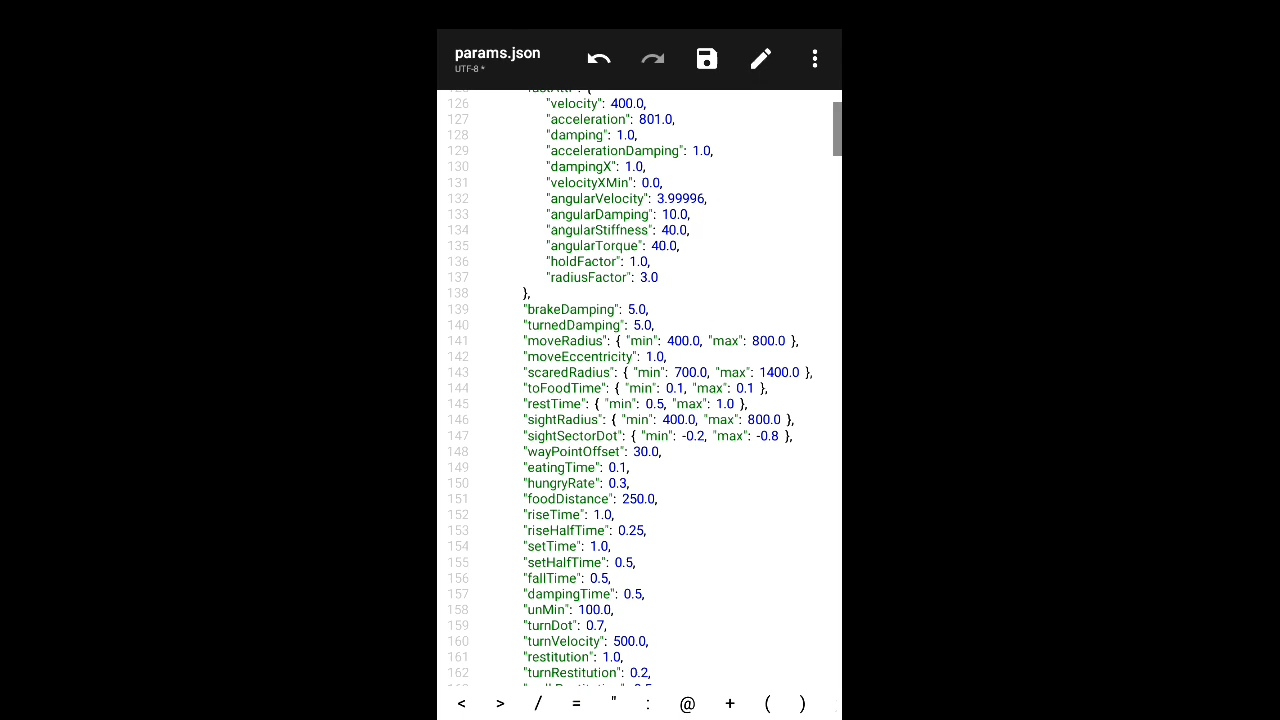 params.json
UTF-8 *
126 "velocity": 400.0,
127 "acceleration": 801.0,
128 "damping": 1.0,
129 "accelerationDamping": 1.0,
130 "dampingX": 1.0,
131 "velocityXMin": 0.0,
132 "angularVelocity": 3.99996,
133 "angularDamping": 10.0,
134 "angularStiffness": 40.0,
135 "angularTorque": 40.0,
136 "holdFactor": 1.0,
137 "radiusFactor": 3.0
138 },
139 "brakeDamping": 5.0,
140 "turnedDamping": 5.0,
141 "moveRadius": { "min": 400.0, "max": 800.0 },
142 "moveEccentricity": 1.0,
143 "scaredRadius": { "min": 700.0, "max": 1400.0 },
144 "toFoodTime": { "min": 0.1, "max": 0.1 },
145 "restTime": { "min": 0.5, "max": 1.0 },
146 "sightRadius": { "min": 400.0, "max": 800.0 },
147 "sightSectorDot": { "min": -0.2, "max": -0.8 },
148 "wayPointOffset": 30.0,
149 "eatingTime": 0.1,
150 "hungryRate": 0.3,
151 "foodDistance": 250.0,
152 "riseTime": 1.0,
153 "riseHalfTime": 0.25,
154 "setTime": 1.0,
155 "setHalfTime": 0.5,
156 "fallTime": 0.5,
157 "dampingTime": 0.5,
158 "unMin": 100.0,
159 "turnDot": 0.7,
160 "turnVelocity": 500.0,
161 "restitution": 1.0,
162 "turnRestitution": 0.2,
< > / = " : @ + ( )